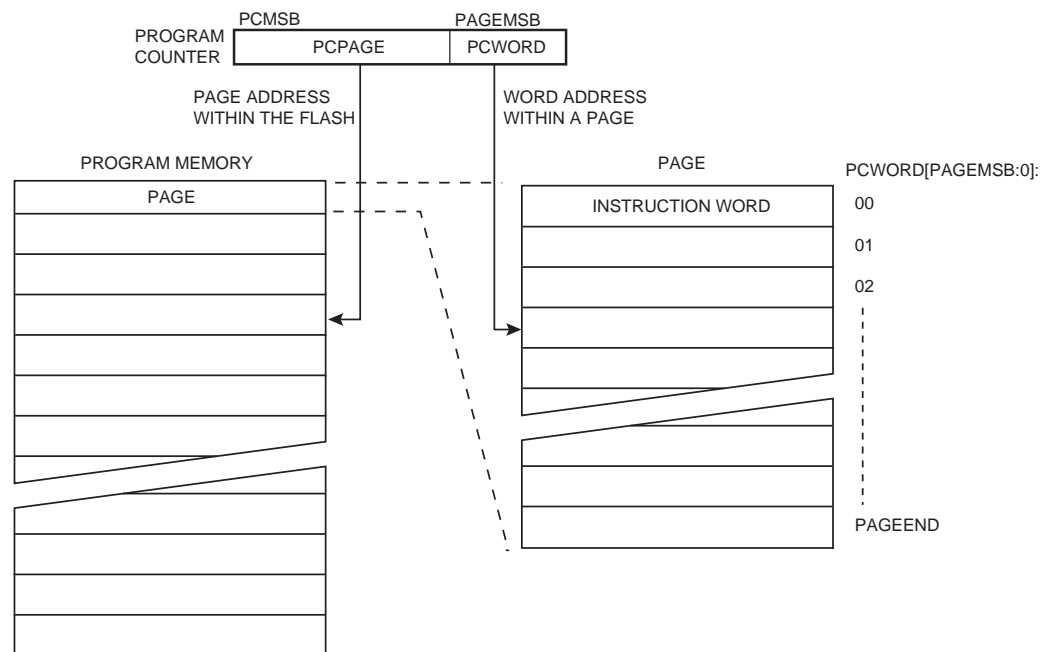 PCMSB PAGEMSB
PROGRAM
COUNTER
PCPAGE PCWORD
PAGE ADDRESS
WITHIN THE FLASH
WORD ADDRESS
WITHIN A PAGE
PROGRAM MEMORY
PAGE
PAGE
INSTRUCTION WORD
PCWORD[PAGEMSB:0]:
00
01
02
PAGEEND